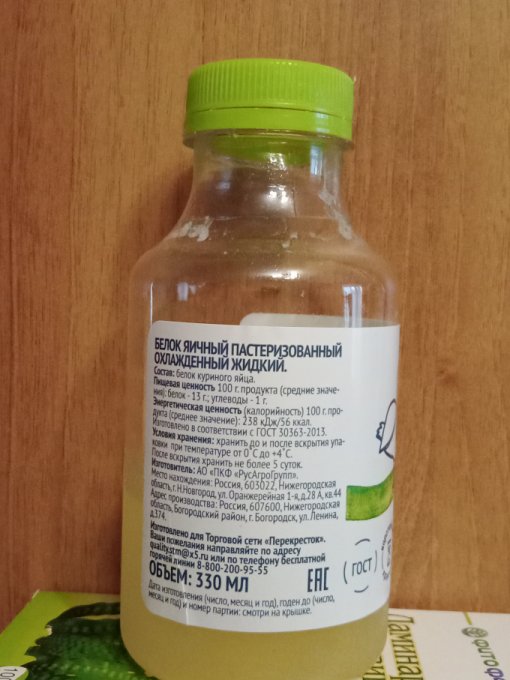 БЕЛОК ЯИЧНЫЙ ПАСТЕРИЗОВАННЫЙ
ОХЛАЖДЕННЫЙ ЖИДКИЙ.
Состав: белок куриного яйца.
Пищевая ценность 100 г. продукта (средние значе-
ния): белок - 13 г.; углеводы - 1 г.
Энергетическая ценность (калорийность) 100 г. про-
дукта (среднее значение): 238 кДж/56 ккал.
Изготовлено в соответствии с ГОСТ 30363-2013.
Условия хранения: хранить до и после вскрытия упа-
ковки при температуре от 0˚С до +4˚С.
После вскрытия хранить не более 5 суток.
Изготовитель: АО «ПКФ «РусАгроГрупп».
Место нахождения: Россия, 603022, Нижегородская
область, г. Н.Новгород, ул. Оранжерейная 1-я, д.28 А, кв.44
Адрес производства: Россия, 607600, Нижегородская
область, Богородский район, г. Богородск, ул.Ленина,
д.374.
Изготовлено для Торговой сети «Перекресток».
Ваши пожелания направляйте по адресу
quality.stm@x5.ru или по телефону бесплатной
горячей линии 8-800-200-95-55
ОБЪЕМ: 330 МЛ
ЕАС
ГОСТ
Дата изготовления (число, месяц и год), годен до (число,
месяц и год) и номер партии: смотри на крышке.